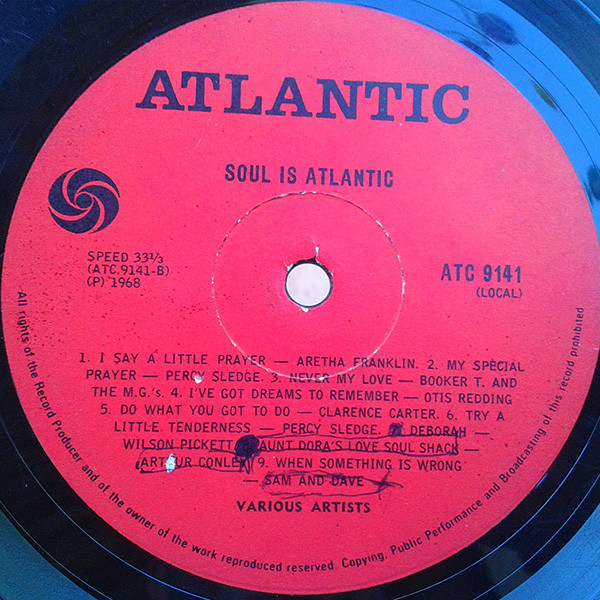 ATLANTIC
SOUL IS ATLANTIC
SPEED 33⅓
(ATC.9141-B)
(P) 1968
ATC 9141
(LOCAL)
1. I SAY A LITTLE PRAYER — ARETHA FRANKLIN. 2. MY SPECIAL
PRAYER — PERCY SLEDGE. 3. NEVER MY LOVE — BOOKER T. AND
THE M.G.'s. 4. I'VE GOT DREAMS TO REMEMBER — OTIS REDDING
5. DO WHAT YOU GOT TO DO — CLARENCE CARTER. 6. TRY A
LITTLE TENDERNESS — PERCY SLEDGE. DEBORAH —
WILSON PICKETT AUNT DORA'S LOVE SOUL SHACK —
ARTHUR CONLEY 9. WHEN SOMETHING IS WRONG
— SAM AND DAVE
VARIOUS ARTISTS
All rights of the Record Producer and of the owner of the work reproduced reserved. Copying, Public Performance and Broadcasting of this record prohibited